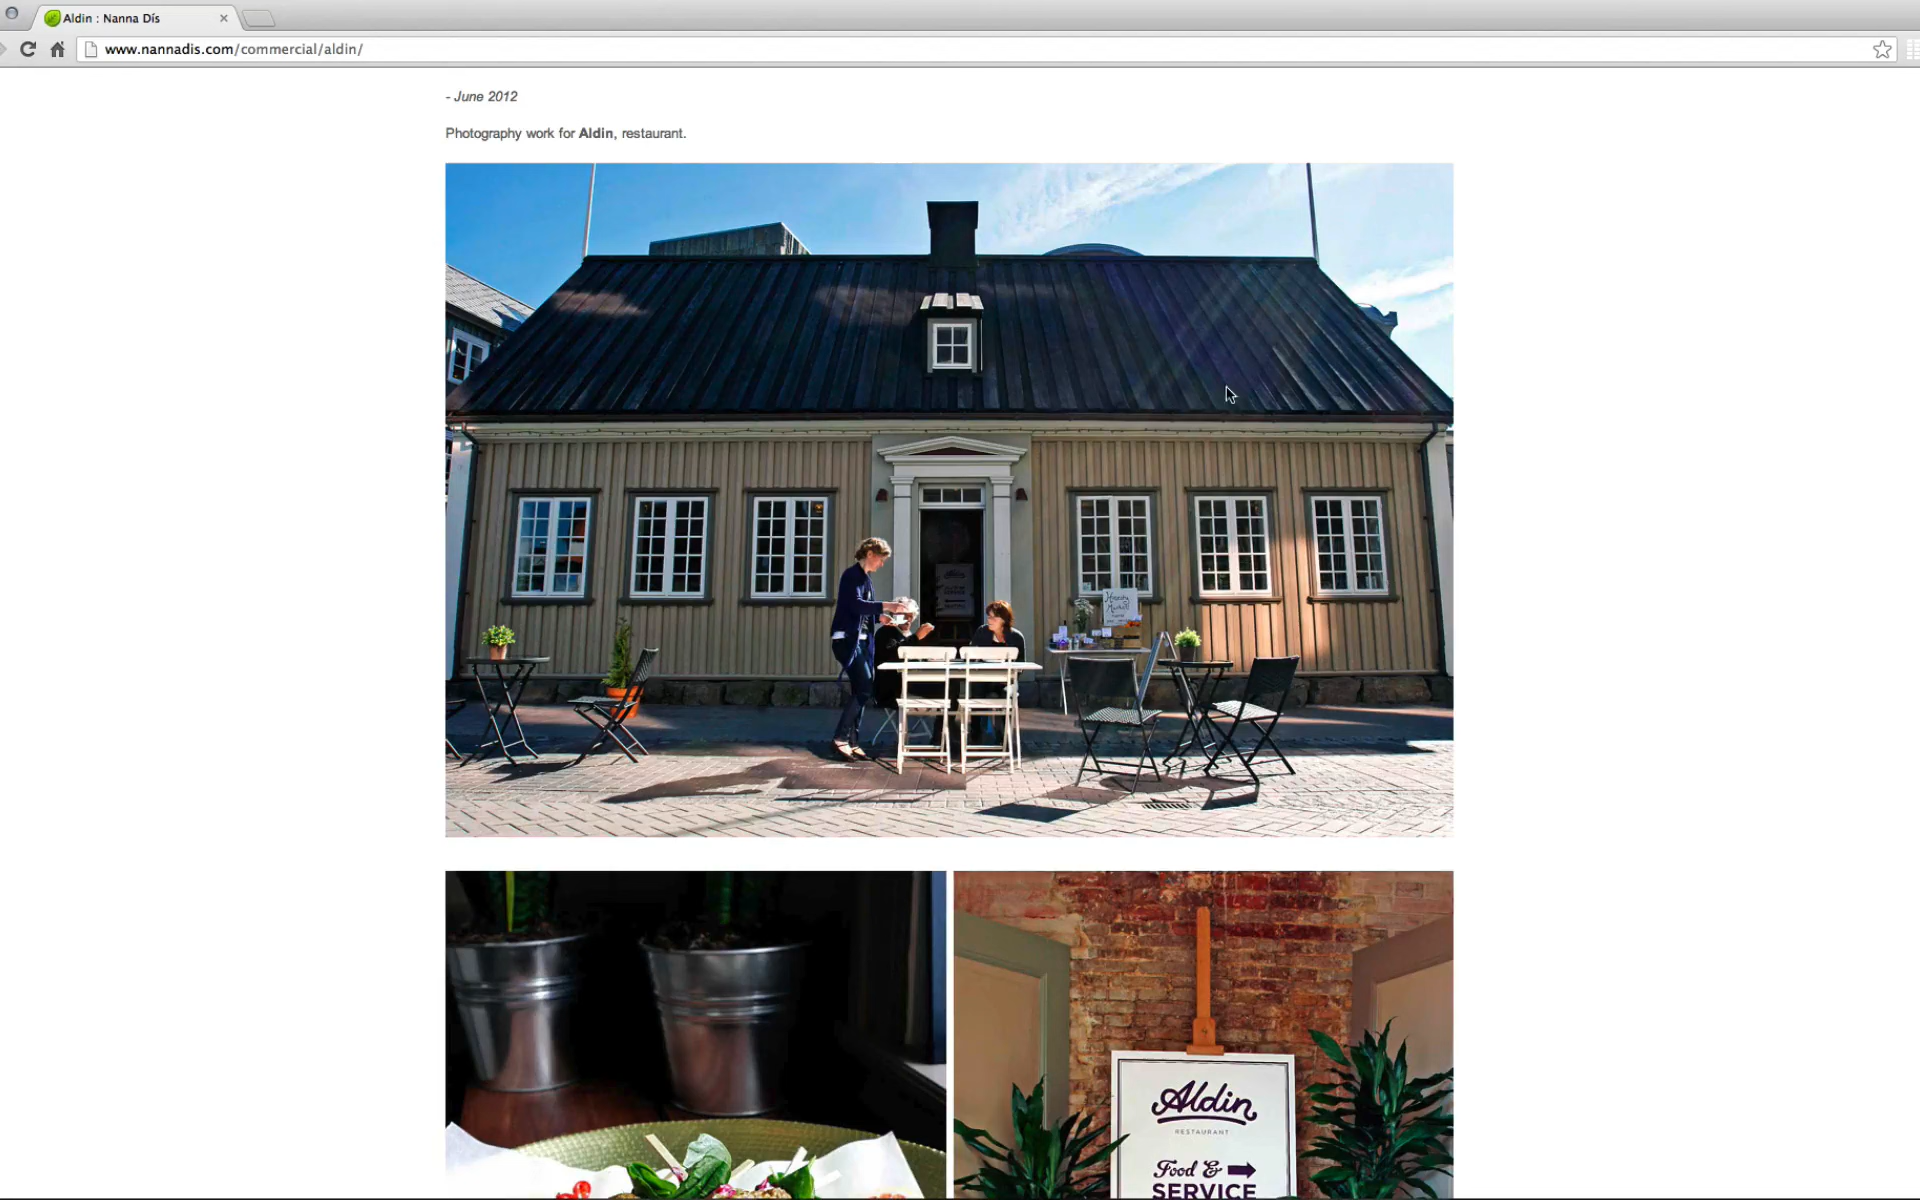 Aldin : Nanna Dís
www.nannadis.com/commercial/aldin/
- June 2012
Photography work for Aldin, restaurant.
Aldin
RESTAURANT
Food &
SERVICE